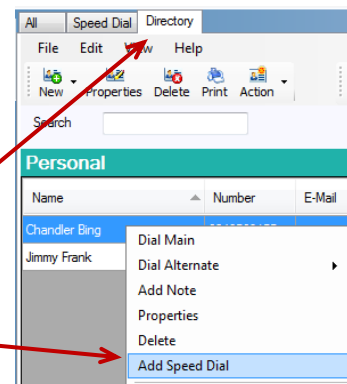 All Speed Dial Directory
File Edit View Help
New Properties Delete Print Action
Search
Personal
Name Number E-Mail
Chandler Bing
Jimmy Frank
Dial Main
Dial Alternate
Add Note
Properties
Delete
Add Speed Dial